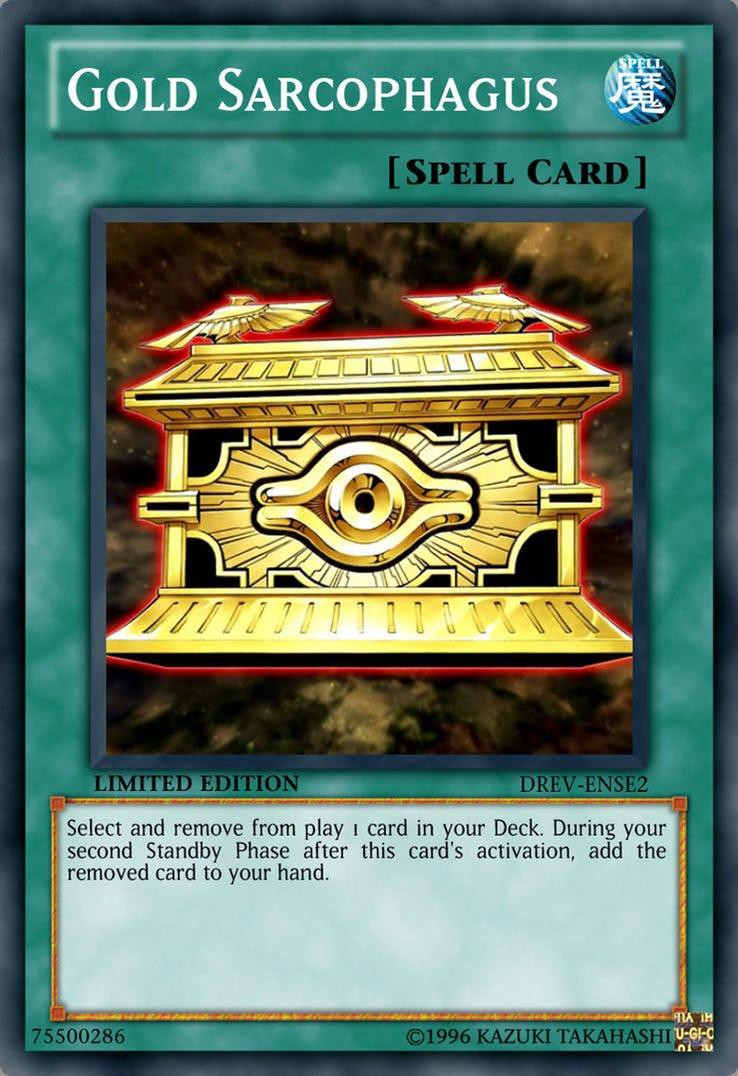 GOLD SARCOPHAGUS
SPELL
魔
[SPELL CARD]
LIMITED EDITION
DREV-ENSE2
Select and remove from play 1 card in your Deck. During your
second Standby Phase after this card's activation, add the
removed card to your hand.
75500286
©1996 KAZUKI TAKAHASHI
U-GI-O